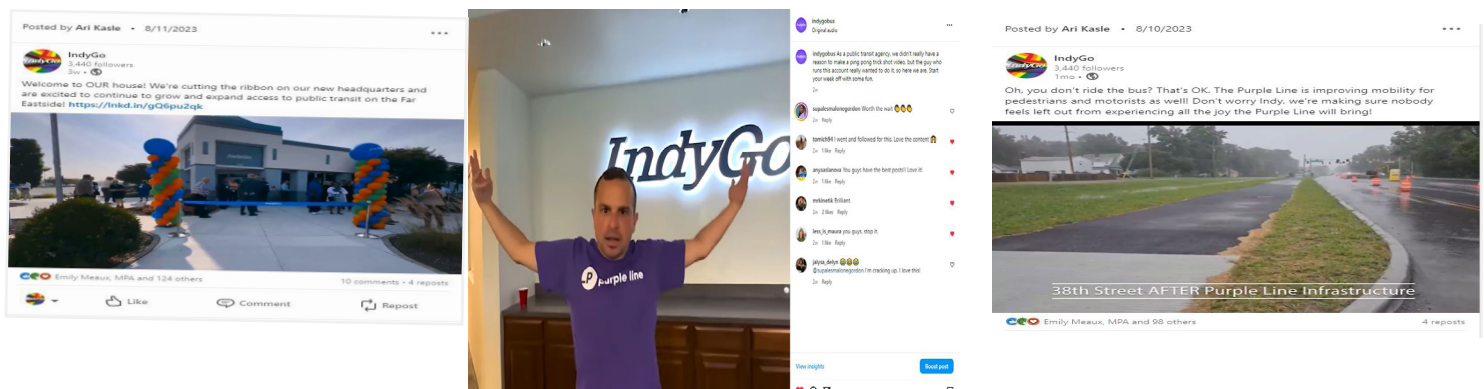 Posted by Ari Kasle • 8/11/2023
IndyGo
3,440 followers
3w •
Welcome to OUR house! We're cutting the ribbon on our new headquarters and
are excited to continue to grow and expand access to public transit on the Far
Eastside! https://lnkd.in/gQ6pu2qk
Emily Meaux, MPA and 124 others
10 comments • 4 reposts
Like
Comment
Repost
IndyGo
purple line
indygobus
Original audio
indygobus As a public transit agency, we didn't really have a
reason to make a ping pong trick shot video, but the guy who
runs this account really wanted to do it, so here we are. Start
your week off with some fun.
supalesmalonegordon Worth the wait
Reply
tomich94 I went and followed for this. Love the content
1 like Reply
You guys have the best posts!! Love it!
1 like Reply
mrkinetik Brilliant.
2 likes Reply
less_is_maura you guys. stop it.
1 like Reply
jalysa_delyn
@supalesmalonegordon I'm cracking up. I love this!
Reply
View insights
Boost post
Posted by Ari Kasle • 8/10/2023
IndyGo
3,440 followers
1mo •
Oh, you don't ride the bus? That's OK. The Purple Line is improving mobility for
pedestrians and motorists as well! Don't worry Indy, we're making sure nobody
feels left out from experiencing all the joy the Purple Line will bring!
38th Street AFTER Purple Line Infrastructure
Emily Meaux, MPA and 98 others
4 reposts